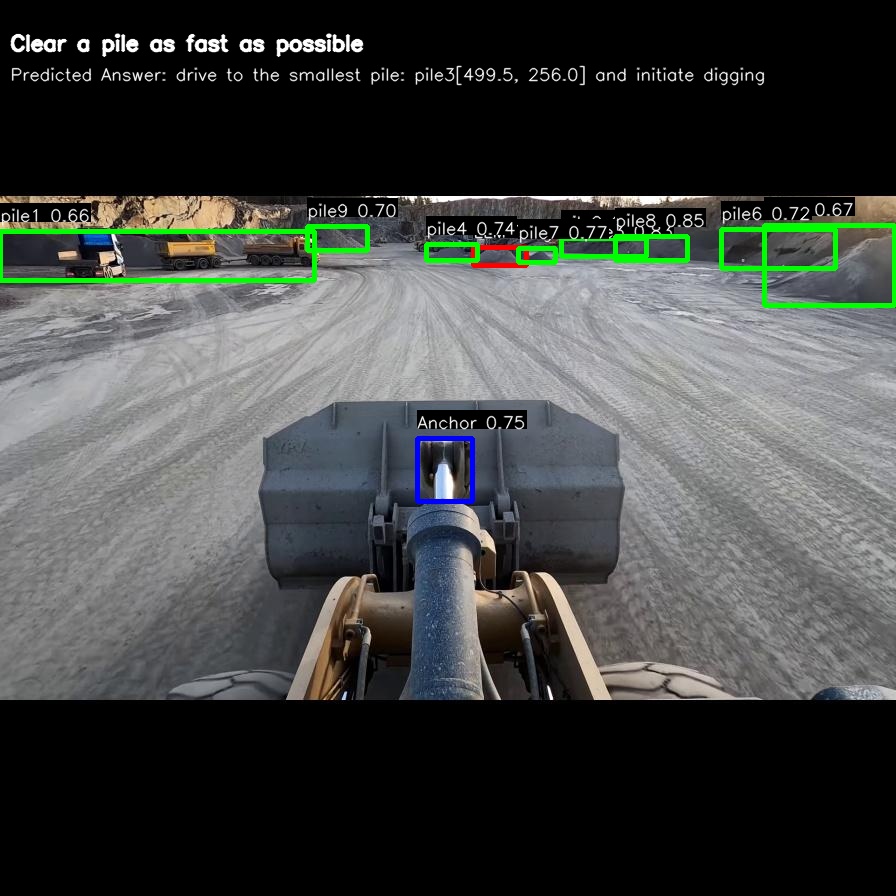 Clear a pile as fast as possible
Predicted Answer: drive to the smallest pile: pile3[499.5, 256.0] and initiate digging
pile1 0.66
pile9 0.70
pile4 0.74
pile7 0.77
pile8 0.85
pile6 0.72
0.67
Anchor 0.75